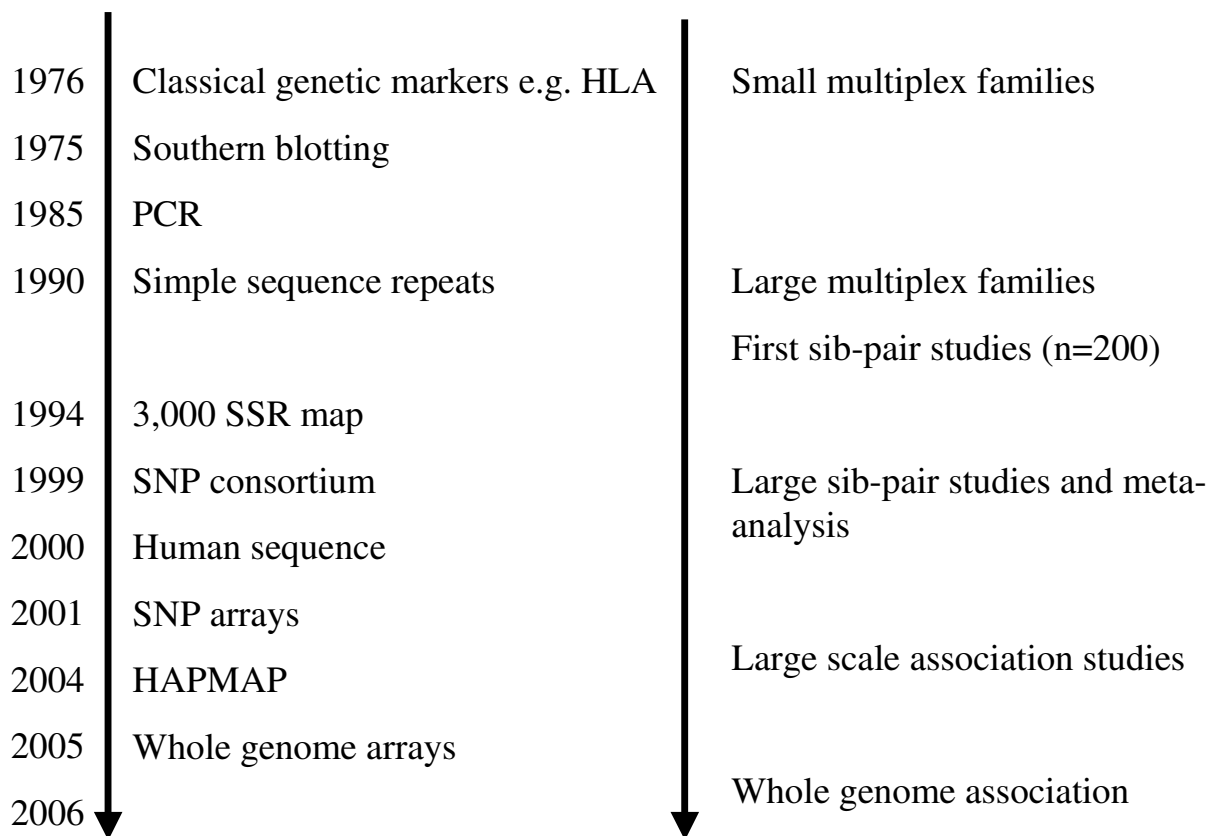 1976 Classical genetic markers e.g. HLA Small multiplex families
1975 Southern blotting
1985 PCR
1990 Simple sequence repeats Large multiplex families
First sib-pair studies (n=200)
1994 3,000 SSR map
1999 SNP consortium Large sib-pair studies and meta-
analysis
2000 Human sequence
2001 SNP arrays
Large scale association studies
2004 HAPMAP
2005 Whole genome arrays
Whole genome association
2006